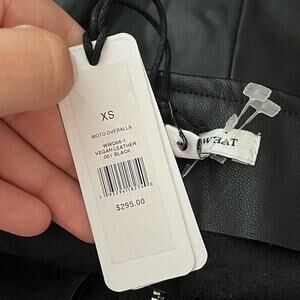 XS
MOTO OVERALLS
VEGAN LEATHER
.001 BLACK
$295.00
WHAT